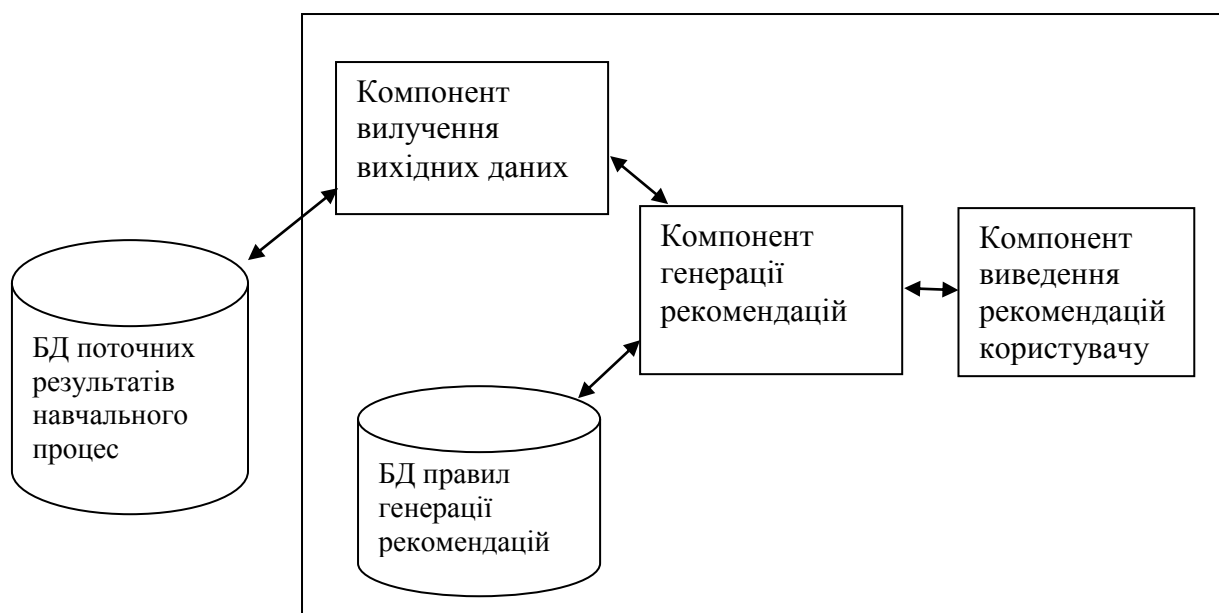 Компонент
вилучення
вихідних даних
Компонент
генерації
рекомендацій
Компонент
виведення
рекомендацій
користувачу
БД поточних
результатів
навчального
процес
БД правил
генерації
рекомендацій